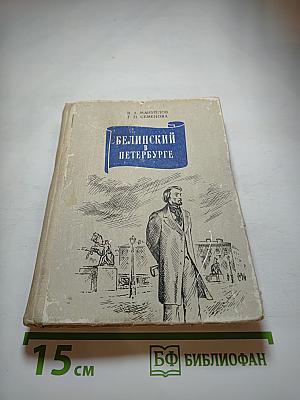 В. А. МАНУЙЛОВ
Г. П. СЕМЕНОВА
БЕЛИНСКИЙ
В
ПЕТЕРБУРГЕ
15 см
БФ БИБЛИОФАН